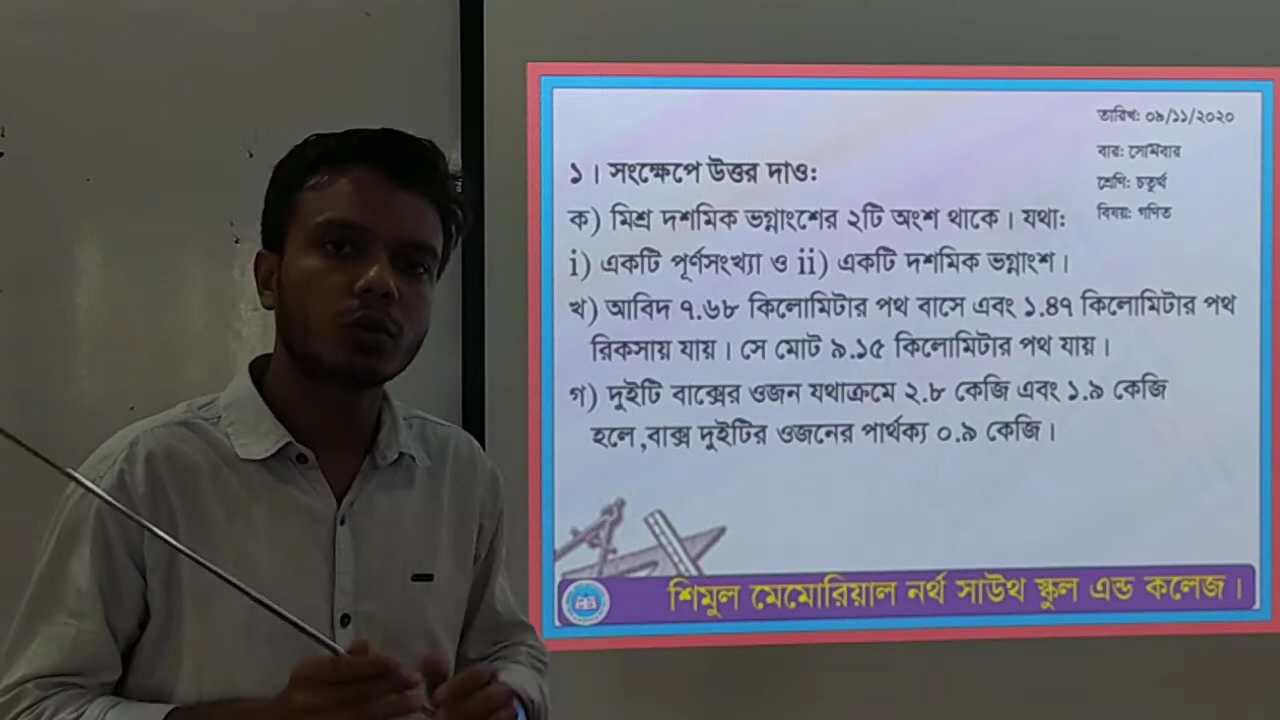 তারিখ: ০৯/১১/২০২০
বার: সোমবার
শ্রেণি: চতুর্থ
বিষয়: গণিত
১। সংক্ষেপে উত্তর দাও:
ক) মিশ্র দশমিক ভগ্নাংশের ২টি অংশ থাকে। যথা:
i) একটি পূর্ণসংখ্যা ও ii) একটি দশমিক ভগ্নাংশ।
খ) আবিদ ৭.৬৮ কিলোমিটার পথ বাসে এবং ১.৪৭ কিলোমিটার পথ
রিকসায় যায়। সে মোট ৯.১৫ কিলোমিটার পথ যায়।
গ) দুইটি বাক্সের ওজন যথাক্রমে ২.৮ কেজি এবং ১.৯ কেজি
হলে,বাক্স দুইটির ওজনের পার্থক্য ০.৯ কেজি।
শিমুল মেমোরিয়াল নর্থ সাউথ স্কুল এন্ড কলেজ।